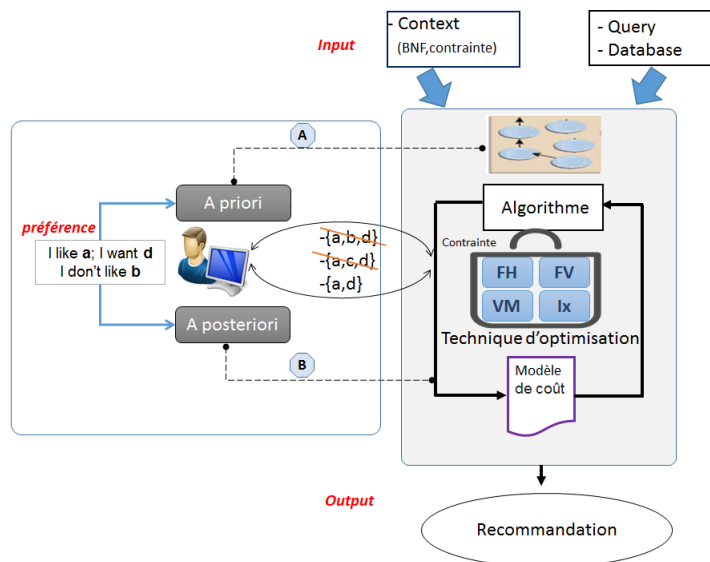 Input
- Context
(BNF,contrainte)
- Query
- Database
A
A priori
préférence
I like a; I want d
I don't like b
-{a,b,d}
-{a,c,d}
-{a,d}
A posteriori
B
Algorithme
Contrainte
FH
FV
VM
Ix
Technique d'optimisation
Modèle
de coût
Output
Recommandation